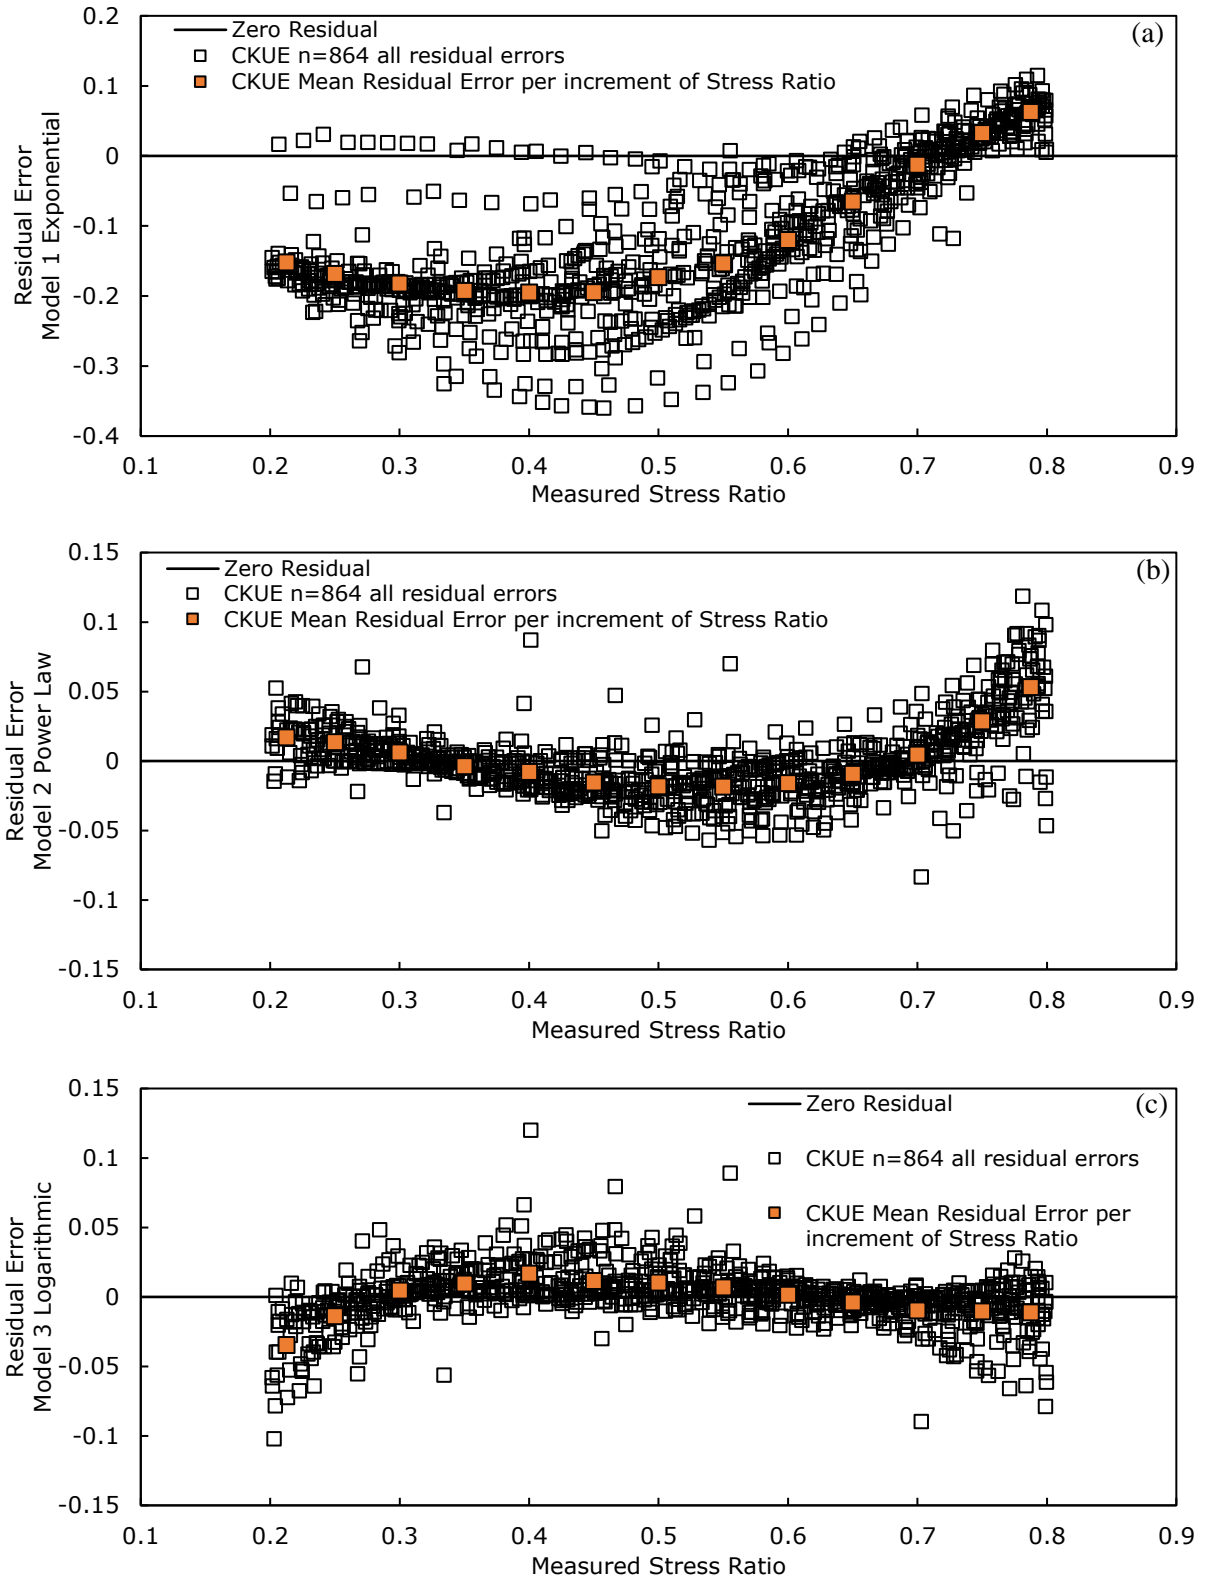 0.2
0.1
0
-0.1
-0.2
-0.3
-0.4
Residual Error
Model 1 Exponential
Zero Residual
CKUE n=864 all residual errors
CKUE Mean Residual Error per increment of Stress Ratio
(a)
0.1 0.2 0.3 0.4 0.5 0.6 0.7 0.8 0.9
Measured Stress Ratio
0.15
0.1
0.05
0
-0.05
-0.1
-0.15
Residual Error
Model 2 Power Law
Zero Residual
CKUE n=864 all residual errors
CKUE Mean Residual Error per increment of Stress Ratio
(b)
0.1 0.2 0.3 0.4 0.5 0.6 0.7 0.8 0.9
Measured Stress Ratio
0.15
0.1
0.05
0
-0.05
-0.1
-0.15
Residual Error
Model 3 Logarithmic
Zero Residual
CKUE n=864 all residual errors
CKUE Mean Residual Error per
increment of Stress Ratio
(c)
0.1 0.2 0.3 0.4 0.5 0.6 0.7 0.8 0.9
Measured Stress Ratio